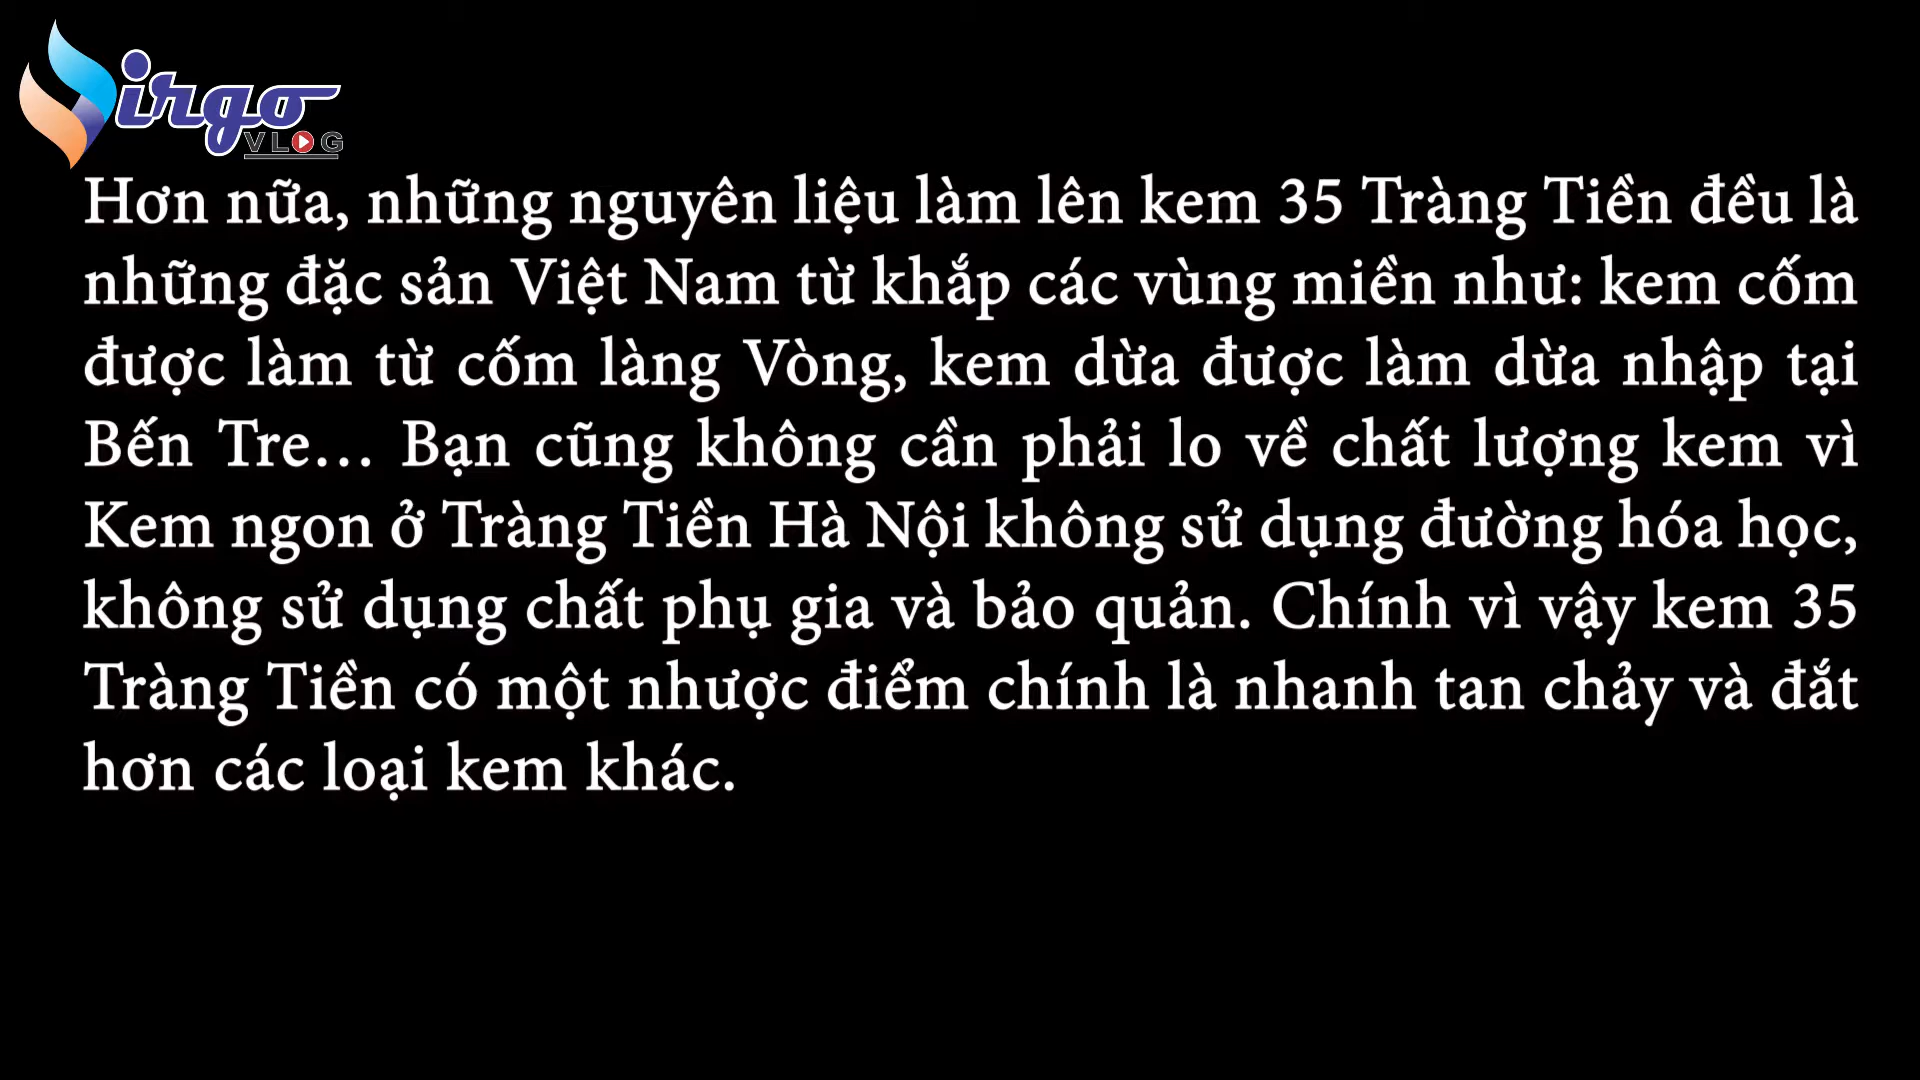 Virgo
VLOG
Hơn nữa, những nguyên liệu làm lên kem 35 Tràng Tiền đều là
những đặc sản Việt Nam từ khắp các vùng miền như: kem cốm
được làm từ cốm làng Vòng, kem dừa được làm dừa nhập tại
Bến Tre… Bạn cũng không cần phải lo về chất lượng kem vì
Kem ngon ở Tràng Tiền Hà Nội không sử dụng đường hóa học,
không sử dụng chất phụ gia và bảo quản. Chính vì vậy kem 35
Tràng Tiền có một nhược điểm chính là nhanh tan chảy và đắt
hơn các loại kem khác.